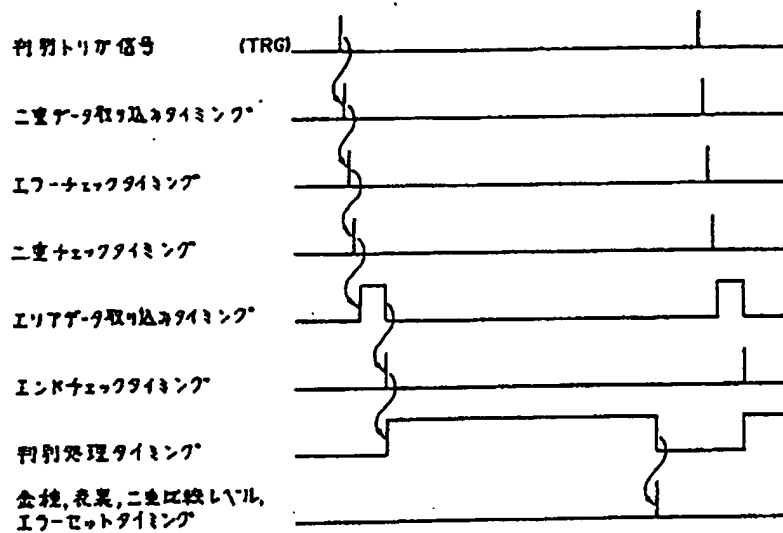 判別トリガ信号 (TRG)
二重データ取り込みタイミング
エラーチェックタイミング
二重チェックタイミング
エリアデータ取り込みタイミング
エンドチェックタイミング
判別処理タイミング
金種,表裏,二重比較レベル,
エラーセットタイミング